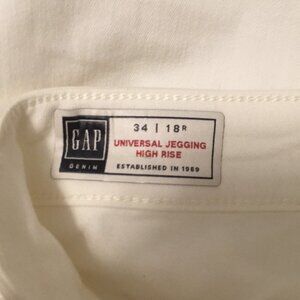 GAP
DENIM
34 | 18R
UNIVERSAL JEGGING
HIGH RISE
ESTABLISHED IN 1969